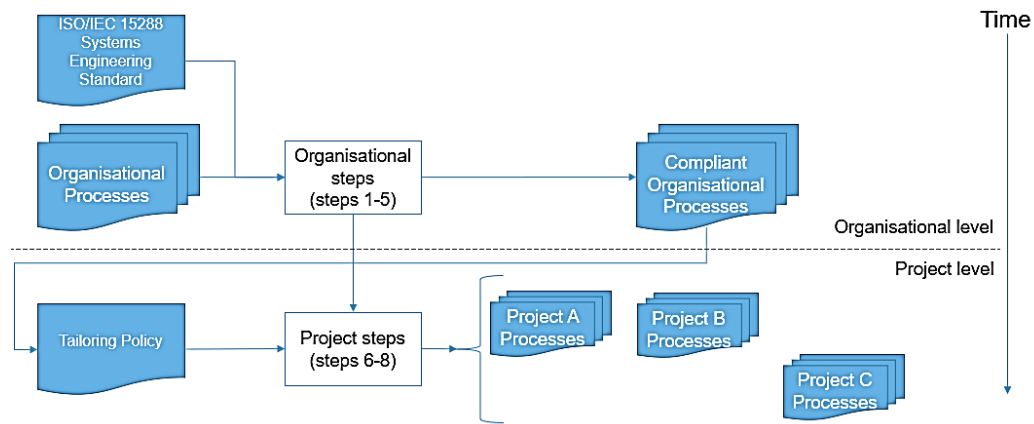 ISO/IEC 15288
Systems
Engineering
Standard
Time
Organisational
Processes
Organisational
steps
(steps 1-5)
Compliant
Organisational
Processes
Organisational level
Project level
Tailoring Policy
Project steps
(steps 6-8)
Project A
Processes
Project B
Processes
Project C
Processes